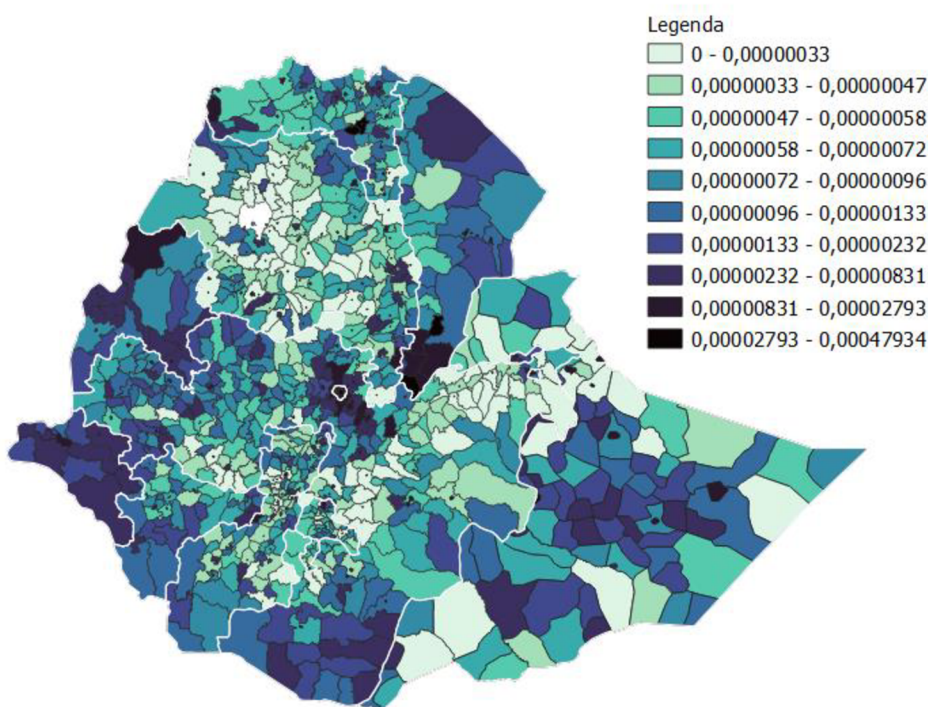 Legenda
0 - 0,00000033
0,00000033 - 0,00000047
0,00000047 - 0,00000058
0,00000058 - 0,00000072
0,00000072 - 0,00000096
0,00000096 - 0,00000133
0,00000133 - 0,00000232
0,00000232 - 0,00000831
0,00000831 - 0,00002793
0,00002793 - 0,00047934